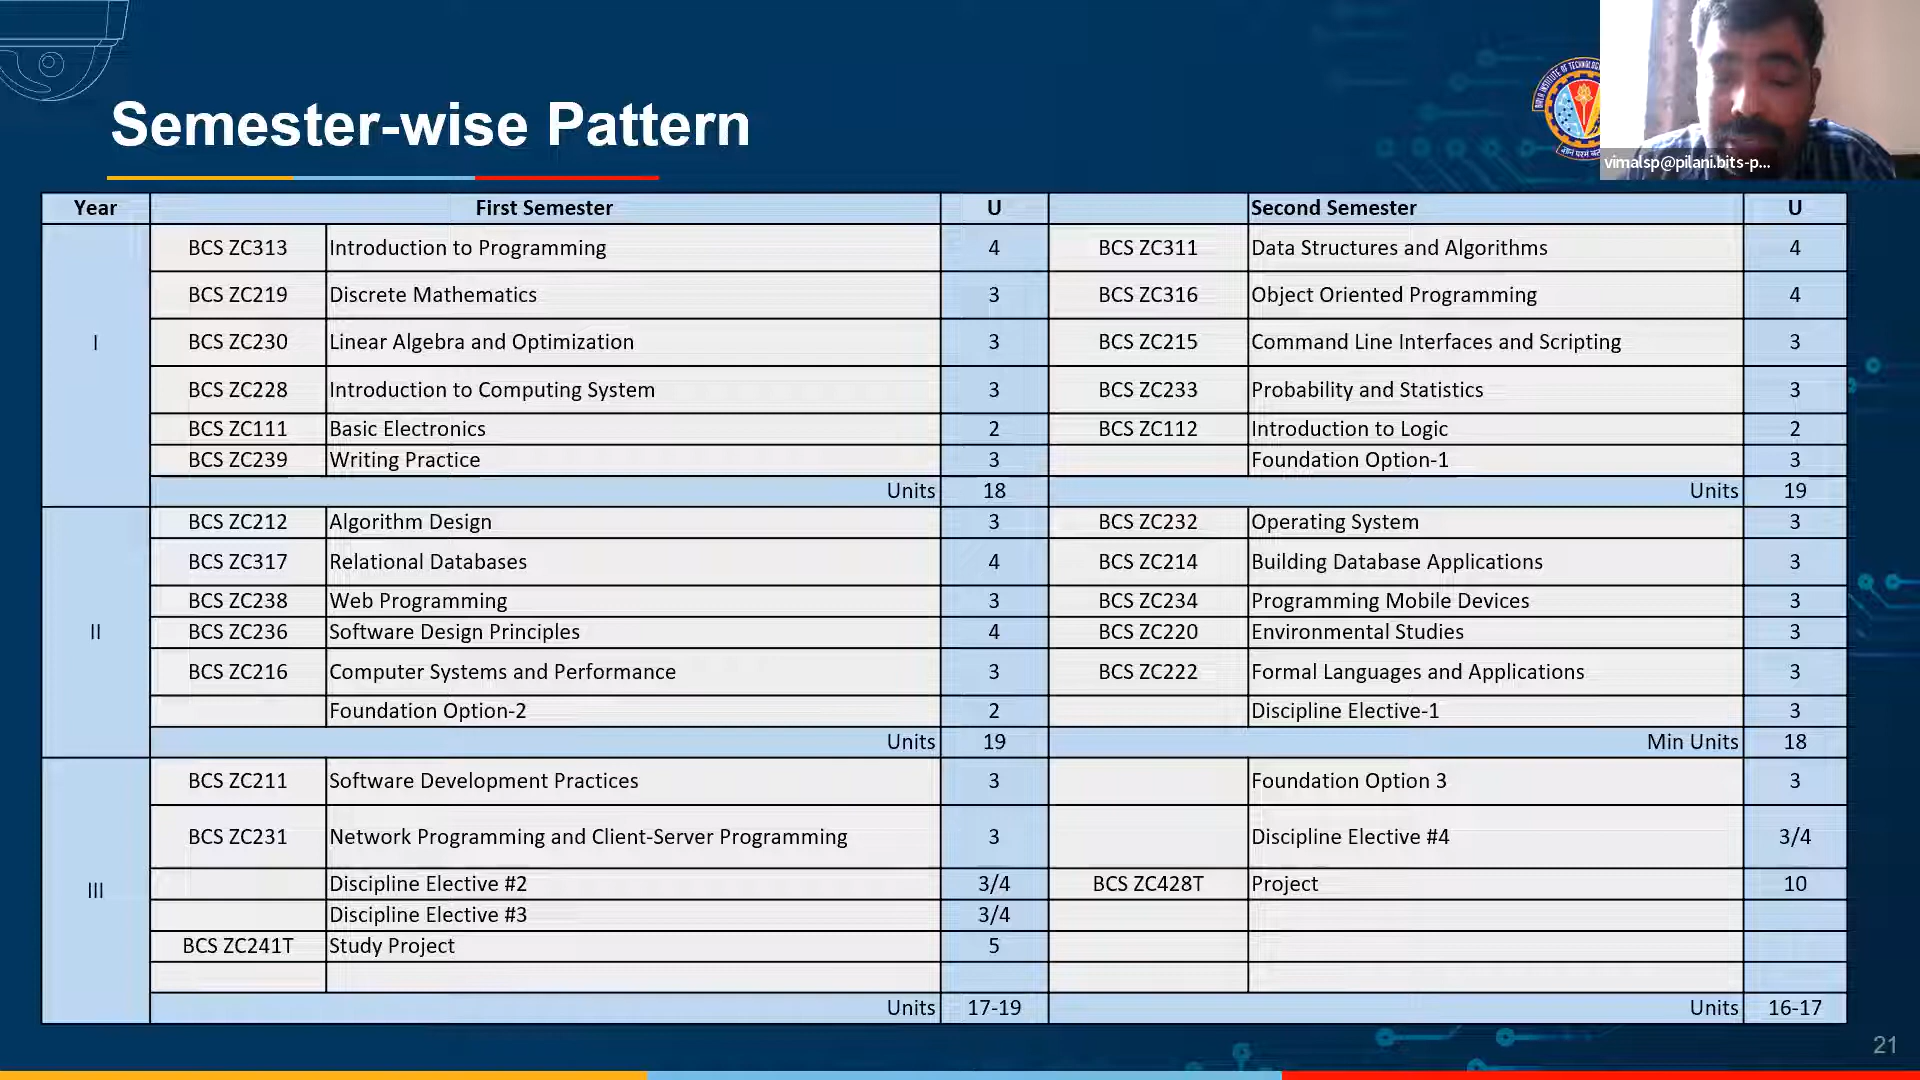 Semester-wise Pattern
vimalsp@pilani.bits-p...
Year First Semester U Second Semester U
I
BCS ZC313 Introduction to Programming 4 BCS ZC311 Data Structures and Algorithms 4
BCS ZC219 Discrete Mathematics 3 BCS ZC316 Object Oriented Programming 4
BCS ZC230 Linear Algebra and Optimization 3 BCS ZC215 Command Line Interfaces and Scripting 3
BCS ZC228 Introduction to Computing System 3 BCS ZC233 Probability and Statistics 3
BCS ZC111 Basic Electronics 2 BCS ZC112 Introduction to Logic 2
BCS ZC239 Writing Practice 3 Foundation Option-1 3
Units 18 Units 19
II
BCS ZC212 Algorithm Design 3 BCS ZC232 Operating System 3
BCS ZC317 Relational Databases 4 BCS ZC214 Building Database Applications 3
BCS ZC238 Web Programming 3 BCS ZC234 Programming Mobile Devices 3
BCS ZC236 Software Design Principles 4 BCS ZC220 Environmental Studies 3
BCS ZC216 Computer Systems and Performance 3 BCS ZC222 Formal Languages and Applications 3
Foundation Option-2 2 Discipline Elective-1 3
Units 19 Min Units 18
III
BCS ZC211 Software Development Practices 3 Foundation Option 3 3
BCS ZC231 Network Programming and Client-Server Programming 3 Discipline Elective #4 3/4
Discipline Elective #2 3/4 BCS ZC428T Project 10
Discipline Elective #3 3/4
BCS ZC241T Study Project 5
Units 17-19 Units 16-17
21